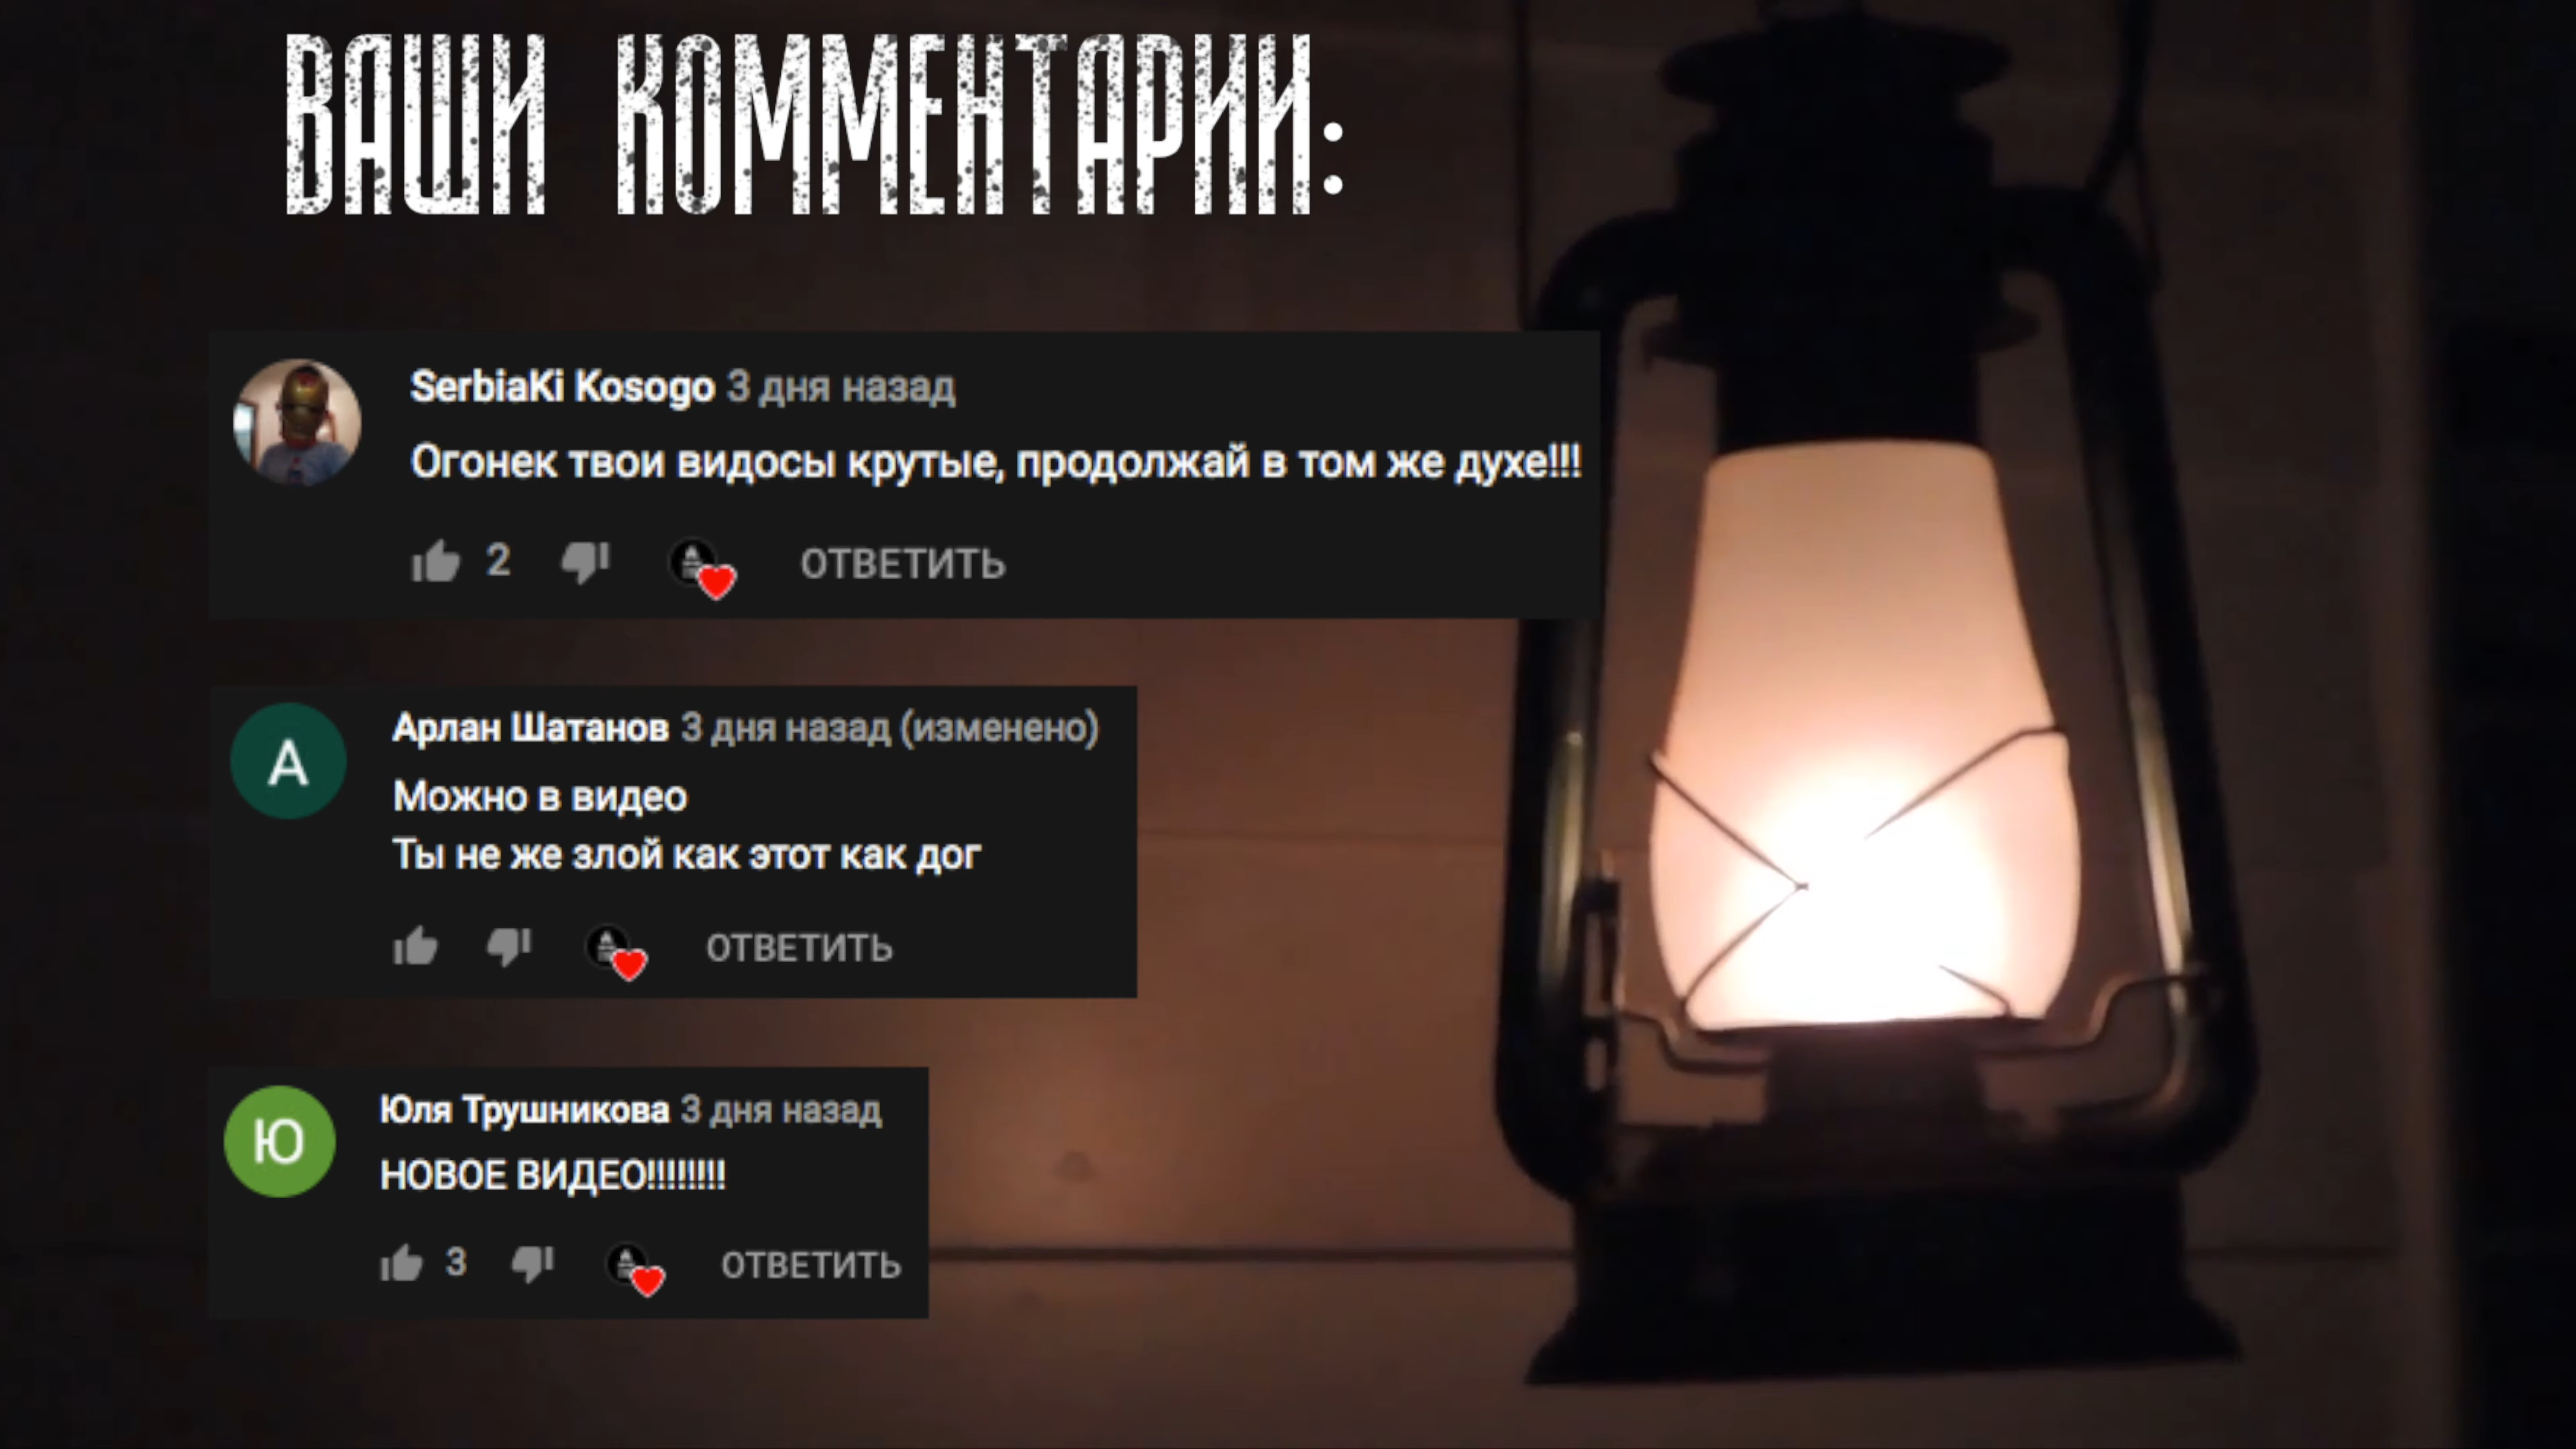 ВАШИ КОММЕНТАРИИ:
SerbiaKi Kosogo 3 дня назад
Огонек твои видосы крутые, продолжай в том же духе!!!
2 ОТВЕТИТЬ
А
Арлан Шатанов 3 дня назад (изменено)
Можно в видео
Ты не же злой как этот как дог
ОТВЕТИТЬ
Ю
Юля Трушникова 3 дня назад
НОВОЕ ВИДЕО!!!!!!!!
3 ОТВЕТИТЬ